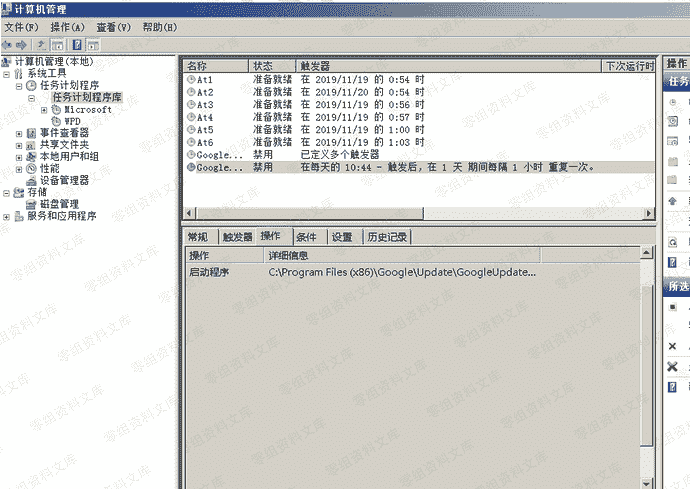 计算机管理
文件(F) 操作(A) 查看(V) 帮助(H)
计算机管理(本地)
系统工具
任务计划程序
任务计划程序库
Microsoft
WPD
事件查看器
共享文件夹
本地用户和组
性能
设备管理器
存储
磁盘管理
服务和应用程序
名称 状态 触发器 下次运行时
At1 准备就绪 在 2019/11/19 的 0:54 时
At2 准备就绪 在 2019/11/20 的 0:54 时
At3 准备就绪 在 2019/11/19 的 0:56 时
At4 准备就绪 在 2019/11/19 的 0:57 时
At5 准备就绪 在 2019/11/19 的 1:00 时
At6 准备就绪 在 2019/11/19 的 1:03 时
Google... 禁用 已定义多个触发器
Google... 禁用 在每天的 10:44 - 触发后,在 1 天 期间每隔 1 小时 重复一次。
常规 触发器 操作 条件 设置 历史记录
操作 详细信息
启动程序 C:\Program Files (x86)\Google\Update\GoogleUpdate...
操作
任务
所选
零组资料文库